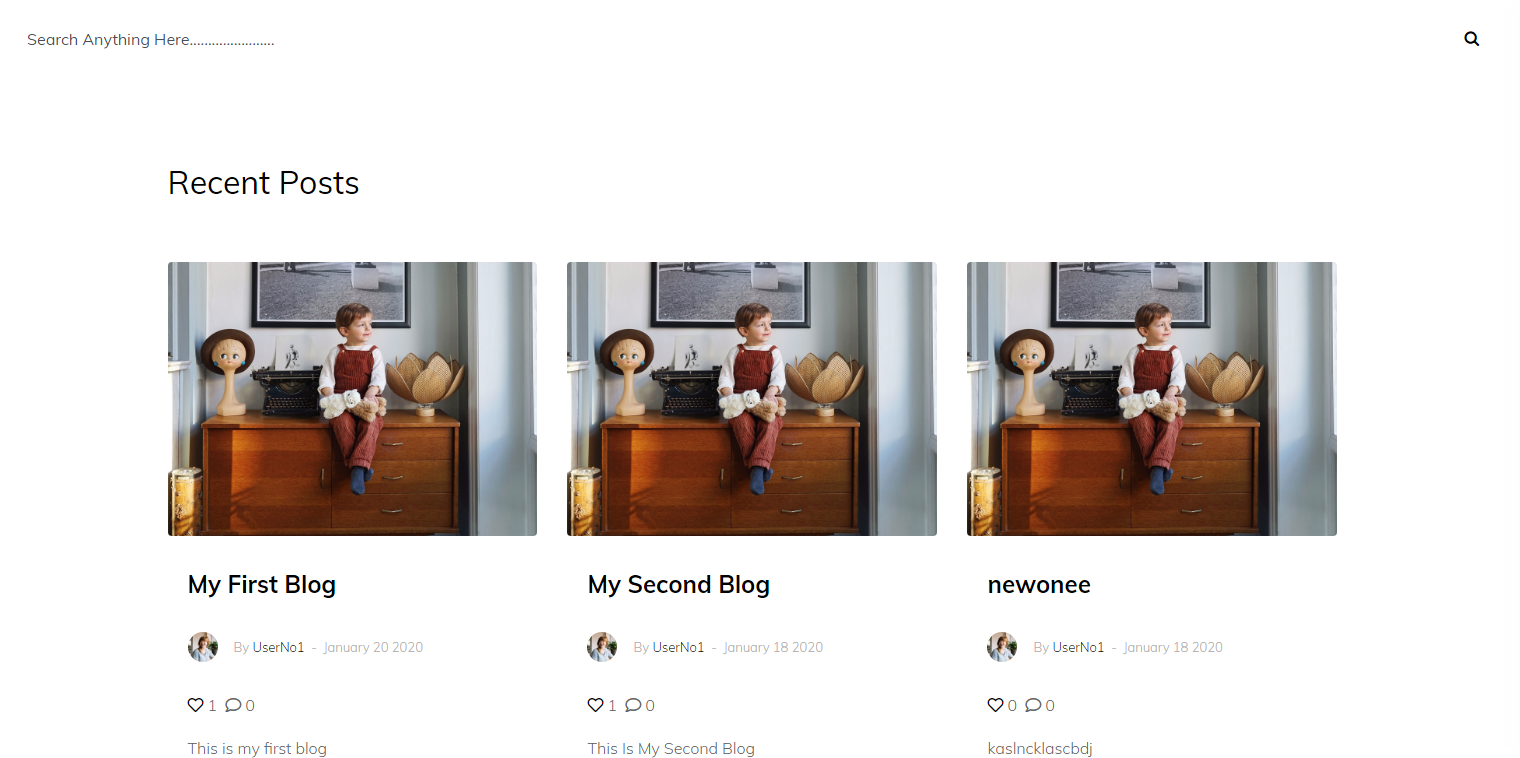 Search Anything Here.......................
Recent Posts
My First Blog
By UserNo1 - January 20 2020
1 0
This is my first blog
My Second Blog
By UserNo1 - January 18 2020
1 0
This Is My Second Blog
newonee
By UserNo1 - January 18 2020
0 0
kaslncklascbdj